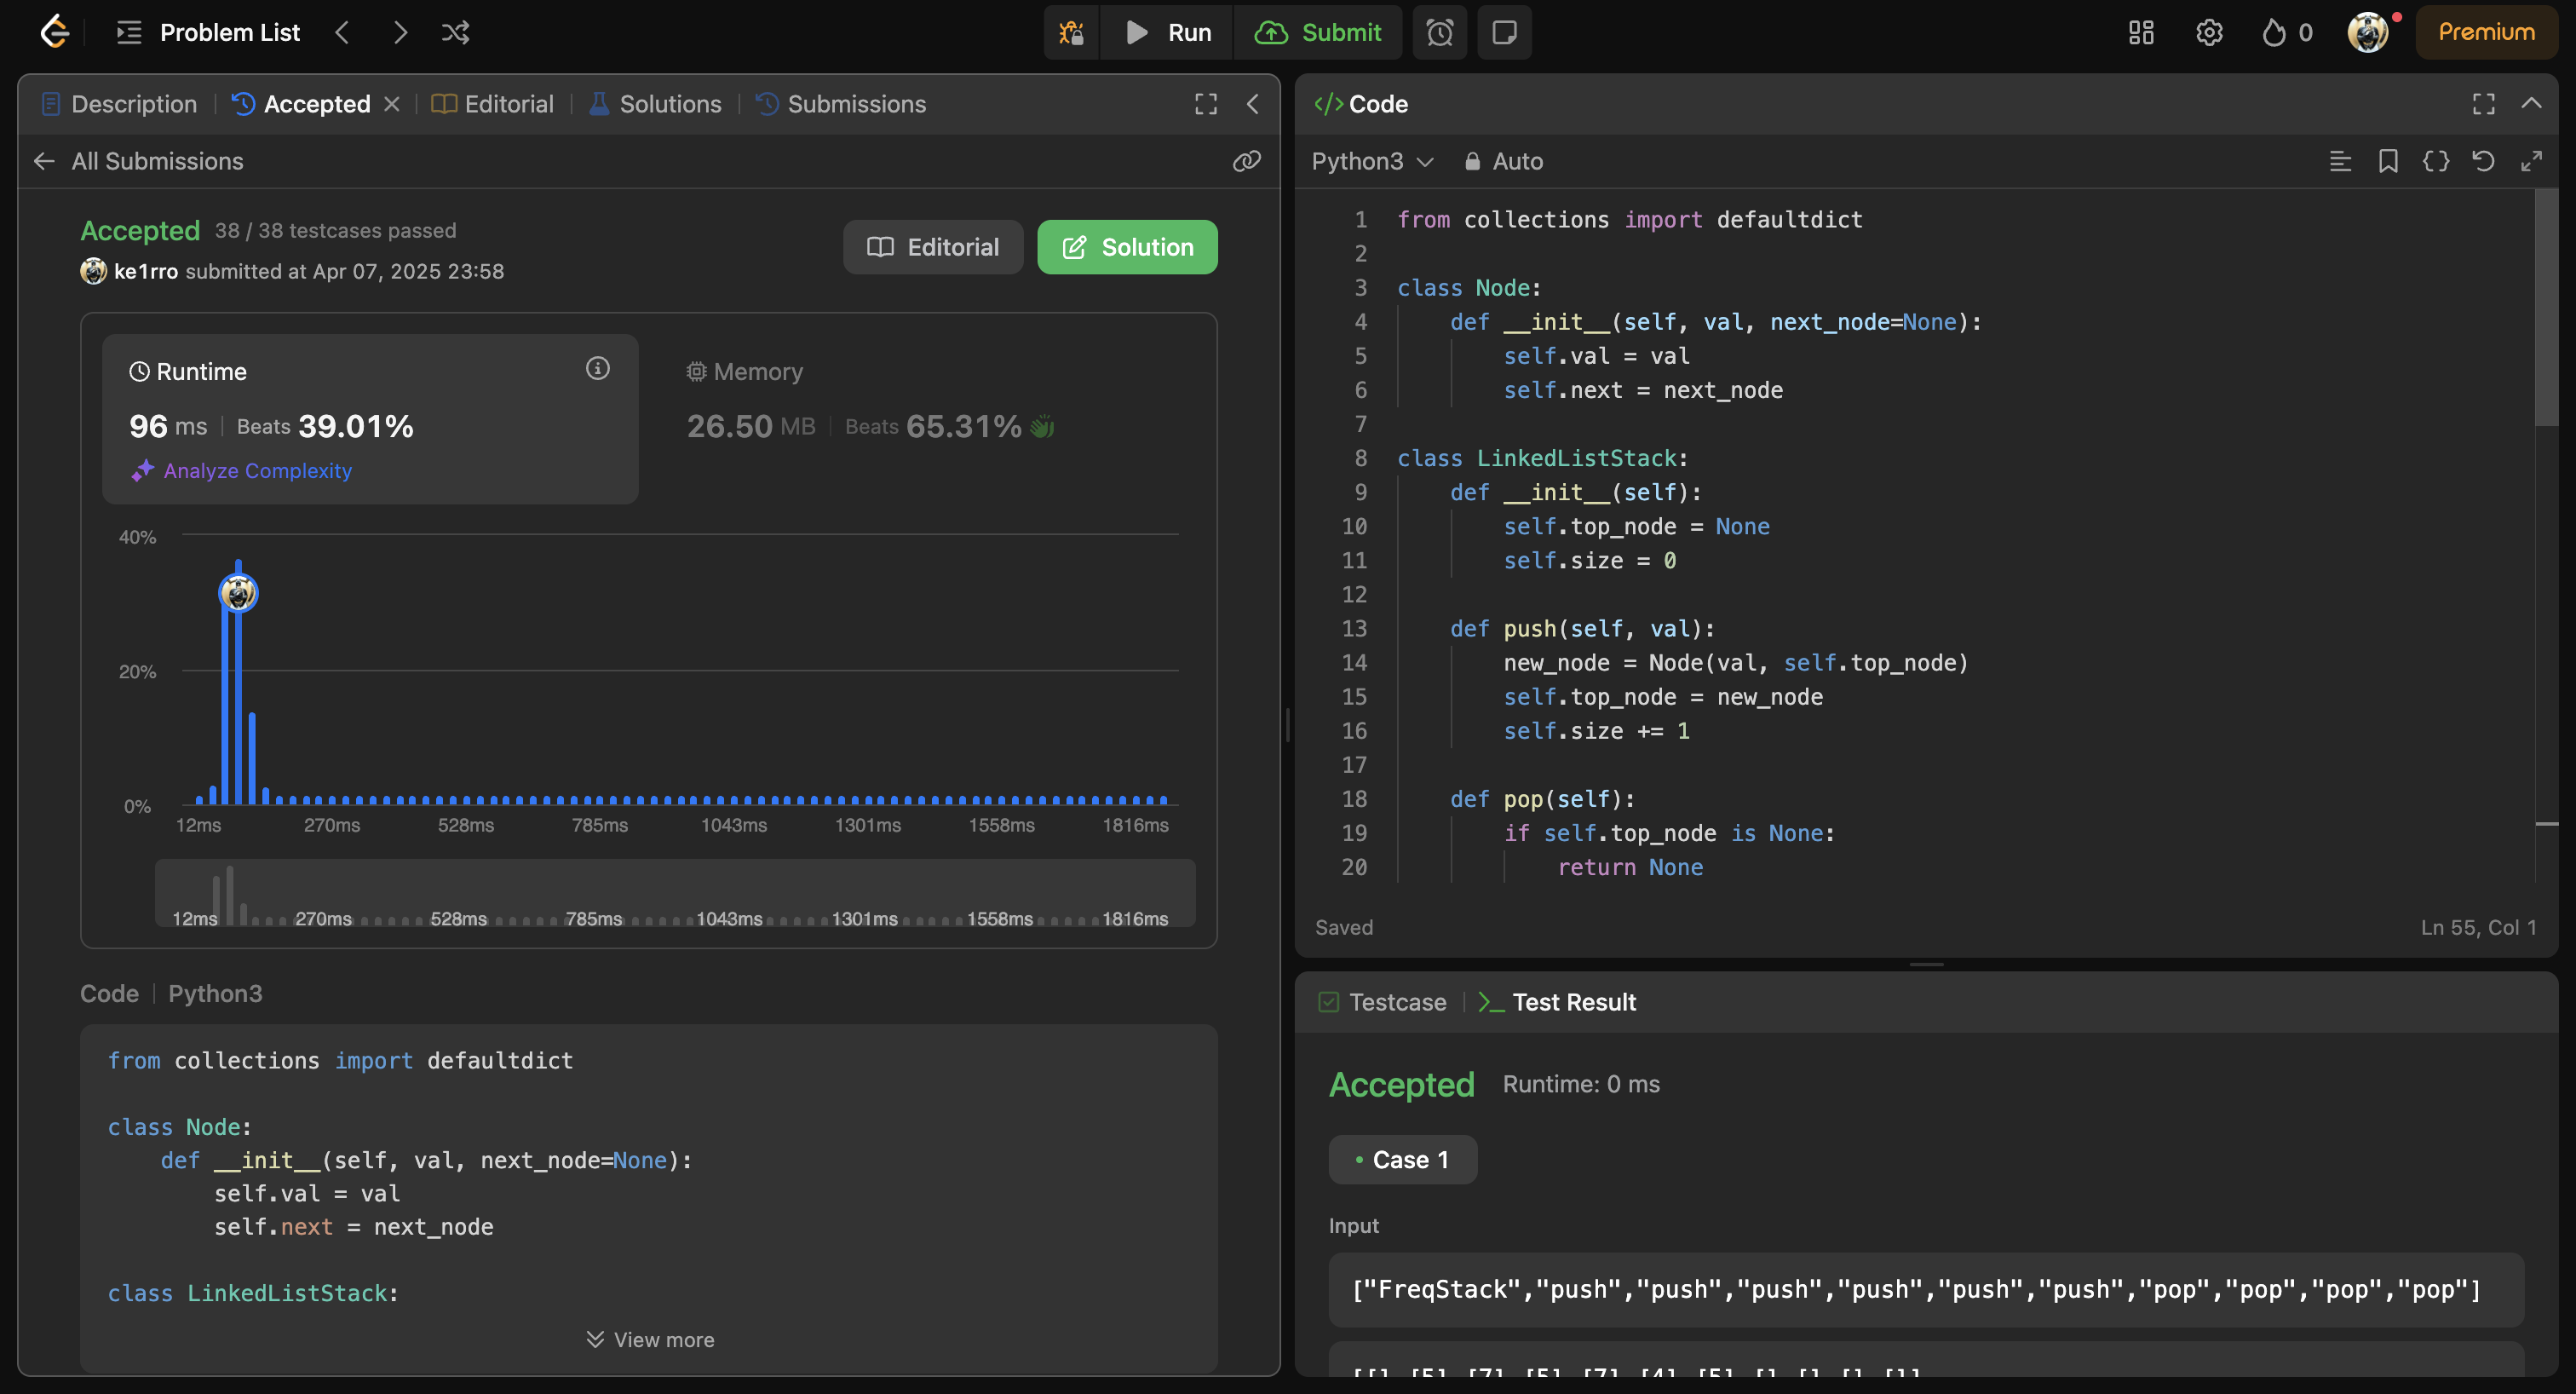 Problem List
Run
Submit
0
Premium
Description
Accepted
Editorial
Solutions
Submissions
All Submissions
Accepted 38 / 38 testcases passed
ke1rro submitted at Apr 07, 2025 23:58
Editorial
Solution
Runtime
96 ms Beats 39.01%
Analyze Complexity
Memory
26.50 MB Beats 65.31%
40%
20%
0%
12ms 270ms 528ms 785ms 1043ms 1301ms 1558ms 1816ms
12ms 270ms 528ms 785ms 1043ms 1301ms 1558ms 1816ms
Code Python3
from collections import defaultdict
class Node:
    def __init__(self, val, next_node=None):
        self.val = val
        self.next = next_node
class LinkedListStack:
View more
</> Code
Python3 Auto
1 from collections import defaultdict
2
3 class Node:
4     def __init__(self, val, next_node=None):
5         self.val = val
6         self.next = next_node
7
8 class LinkedListStack:
9     def __init__(self):
10         self.top_node = None
11         self.size = 0
12
13     def push(self, val):
14         new_node = Node(val, self.top_node)
15         self.top_node = new_node
16         self.size += 1
17
18     def pop(self):
19         if self.top_node is None:
20             return None
Saved
Ln 55, Col 1
Testcase
>_ Test Result
Accepted Runtime: 0 ms
Case 1
Input
["FreqStack","push","push","push","push","push","push","pop","pop","pop","pop"]
[[],[5],[7],[5],[7],[4],[5],[],[],[],[]]